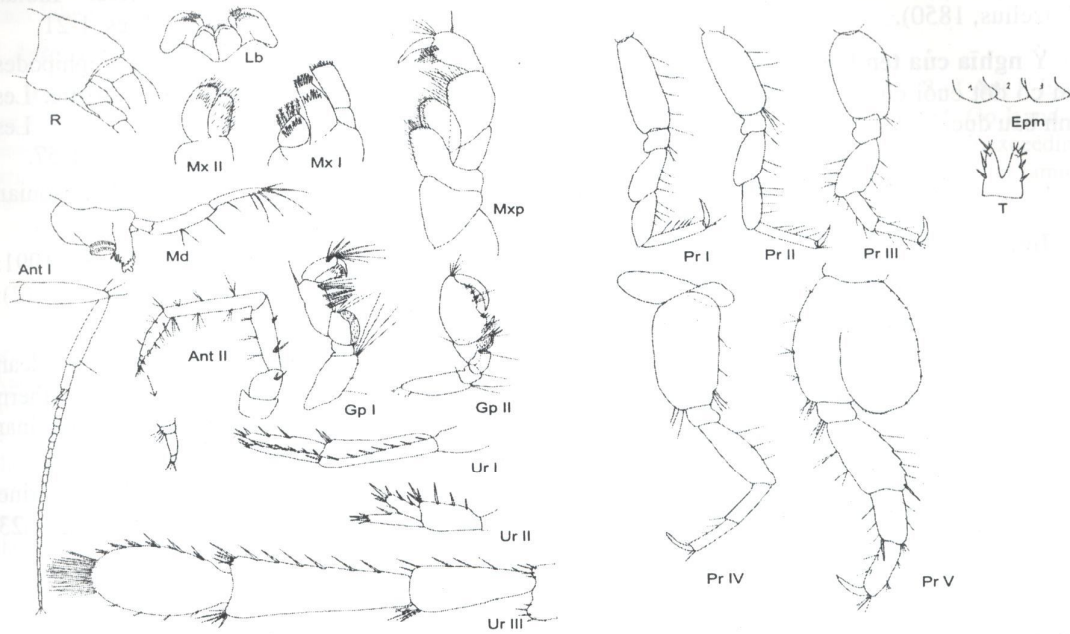 R
Lb
Mx II
Mx I
Mxp
Md
Ant I
Ant II
Gp I
Gp II
Ur I
Ur II
Ur III
Pr I
Pr II
Pr III
Epm
T
Pr IV
Pr V
elius, 1850).
Ý nghĩa của